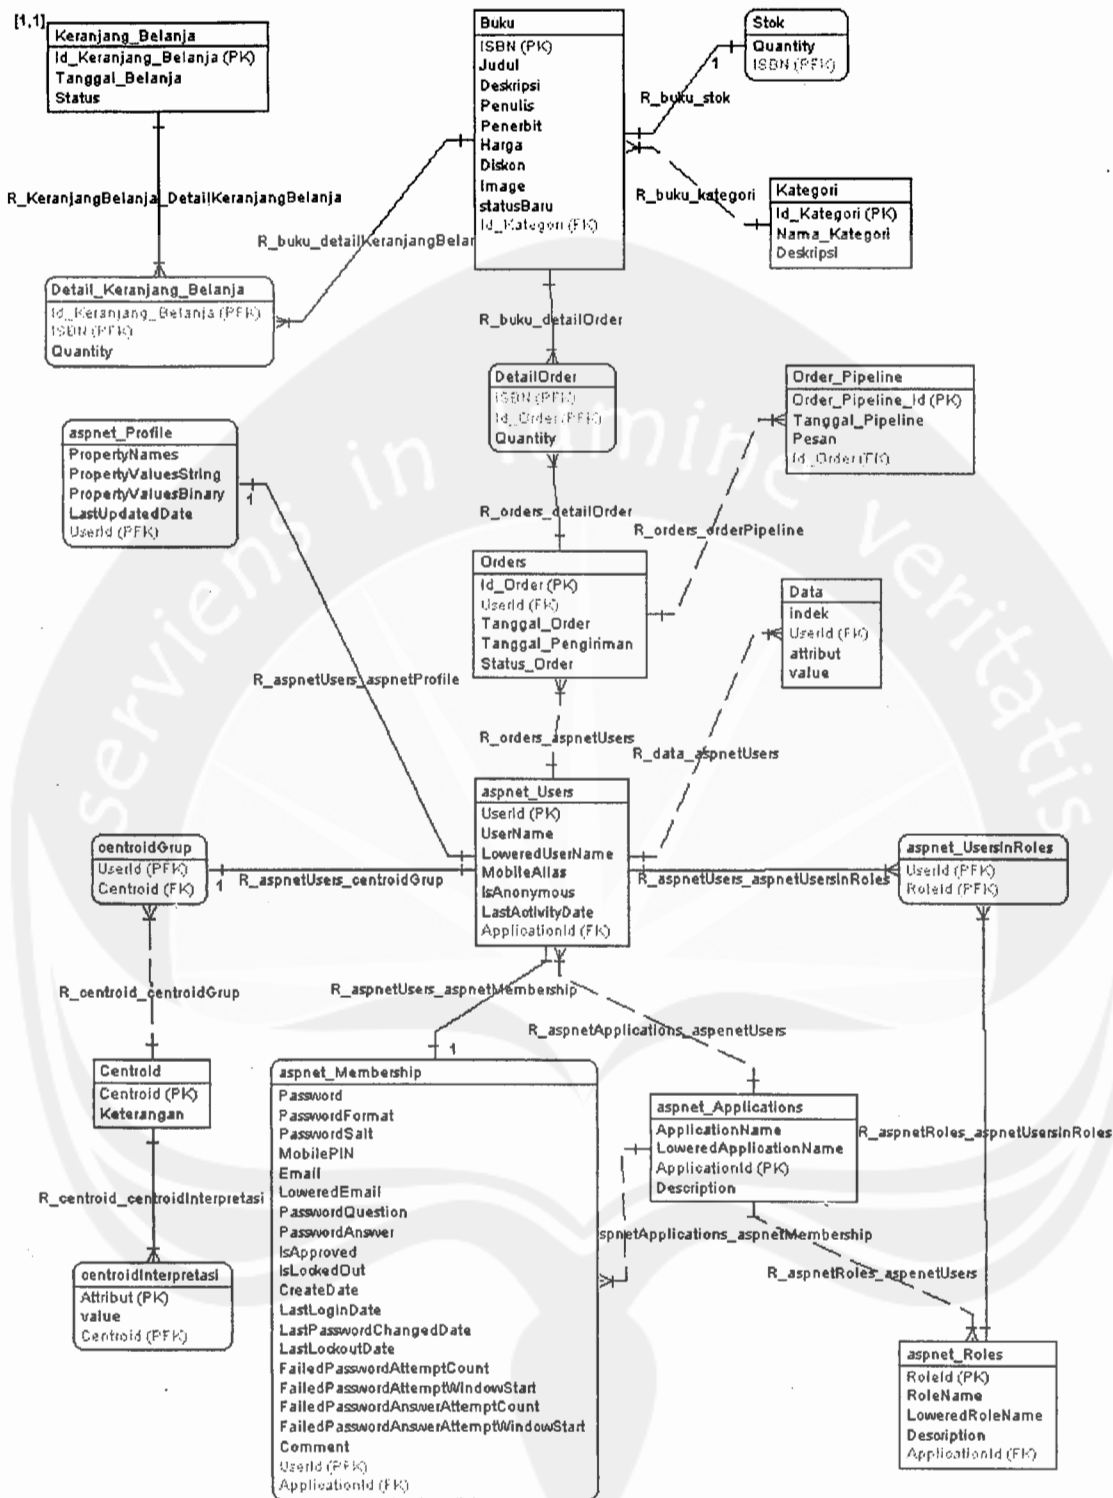 [1,1]
Keranjang_Belanja
Id_Keranjang_Belanja (PK)
Tanggal_Belanja
Status
Buku
ISBN (PK)
Judul
Deskripsi
Penulis
Penerbit
Harga
Diskon
Image
statusBaru
Id_Kategori (FK)
Stok
Quantity
ISBN (PFK)
1
R_buku_stok
R_buku_kategori
Kategori
Id_Kategori (PK)
Nama_Kategori
Deskripsi
R_KeranjangBelanja_DetailKeranjangBelanja
R_buku_detailKeranjangBelan
Detail_Keranjang_Belanja
Id_Keranjang_Belanja (PFK)
ISBN (PFK)
Quantity
R_buku_detailOrder
DetailOrder
ISBN (PFK)
Id_Order (PFK)
Quantity
Order_Pipeline
Order_Pipeline_Id (PK)
Tanggal_Pipeline
Pesan
Id_Order (FK)
aspnet_Profile
PropertyNames
PropertyValuesString
PropertyValuesBinary
LastUpdatedDate
UserId (PFK)
1
R_orders_detailOrder
R_orders_orderPipeline
Orders
Id_Order (PK)
UserId (FK)
Tanggal_Order
Tanggal_Pengiriman
Status_Order
Data
indek
UserId (FK)
attribut
value
R_aspnetUsers_aspnetProfile
R_orders_aspnetUsers
R_data_aspnetUsers
aspnet_Users
UserId (PK)
UserName
LoweredUserName
MobileAlias
IsAnonymous
LastActivityDate
ApplicationId (FK)
centroidGrup
UserId (PFK)
Centroid (FK)
1
R_aspnetUsers_centroidGrup
R_aspnetUsers_aspnetUsersInRoles
aspnet_UsersInRoles
UserId (PFK)
RoleId (PFK)
R_centroid_centroidGrup
R_aspnetUsers_aspnetMembership
R_aspnetApplications_aspenetUsers
1
Centroid
Centroid (PK)
Keterangan
R_centroid_centroidInterpretasi
centroidInterpretasi
Attribut (PK)
value
Centroid (PFK)
aspnet_Membership
Password
PasswordFormat
PasswordSalt
MobilePIN
Email
LoweredEmail
PasswordQuestion
PasswordAnswer
IsApproved
IsLockedOut
CreateDate
LastLoginDate
LastPasswordChangedDate
LastLockoutDate
FailedPasswordAttemptCount
FailedPasswordAttemptWindowStart
FailedPasswordAnswerAttemptCount
FailedPasswordAnswerAttemptWindowStart
Comment
UserId (PFK)
ApplicationId (FK)
aspnet_Applications
ApplicationName
LoweredApplicationName
ApplicationId (PK)
Description
R_aspnetRoles_aspnetUsersInRoles
spnetApplications_aspnetMembership
R_aspnetRoles_aspenetUsers
aspnet_Roles
RoleId (PK)
RoleName
LoweredRoleName
Description
ApplicationId (FK)
serviens in lumine veritatis